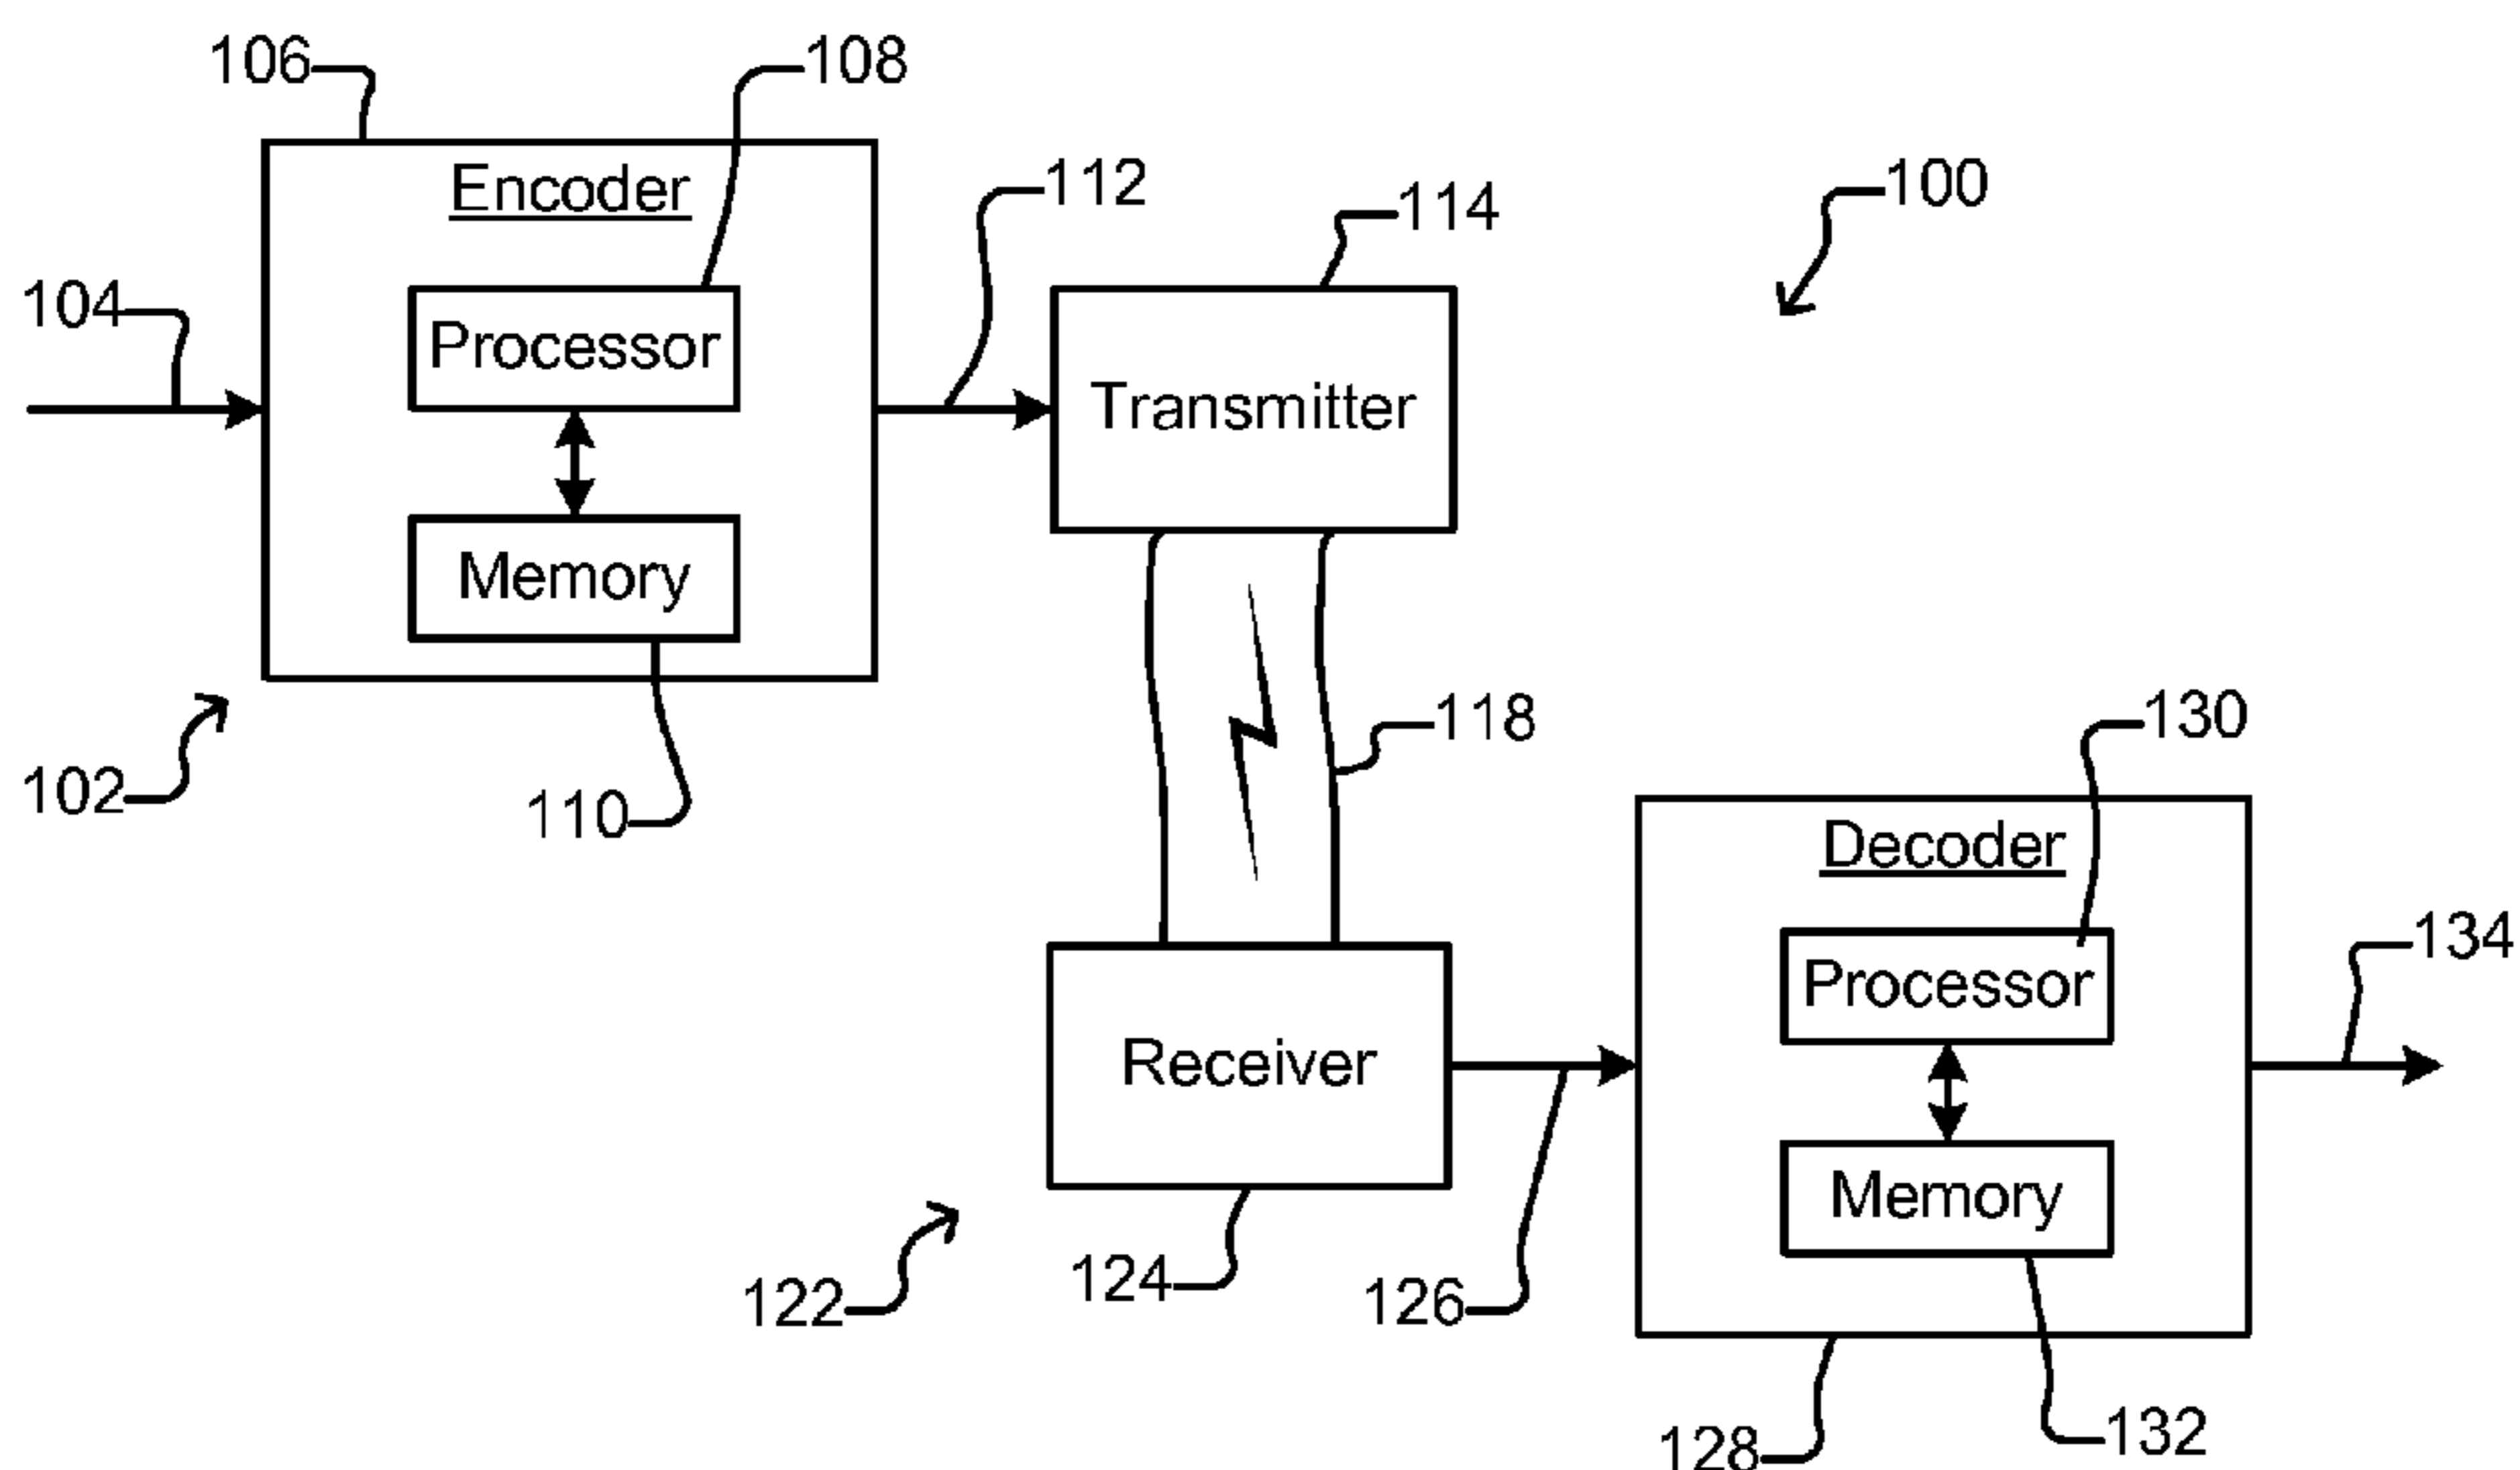 106
108
Encoder
112
114
100
104
Processor
Transmitter
Memory
102
110
118
130
Decoder
Processor
134
Receiver
Memory
122
124
126
128
132